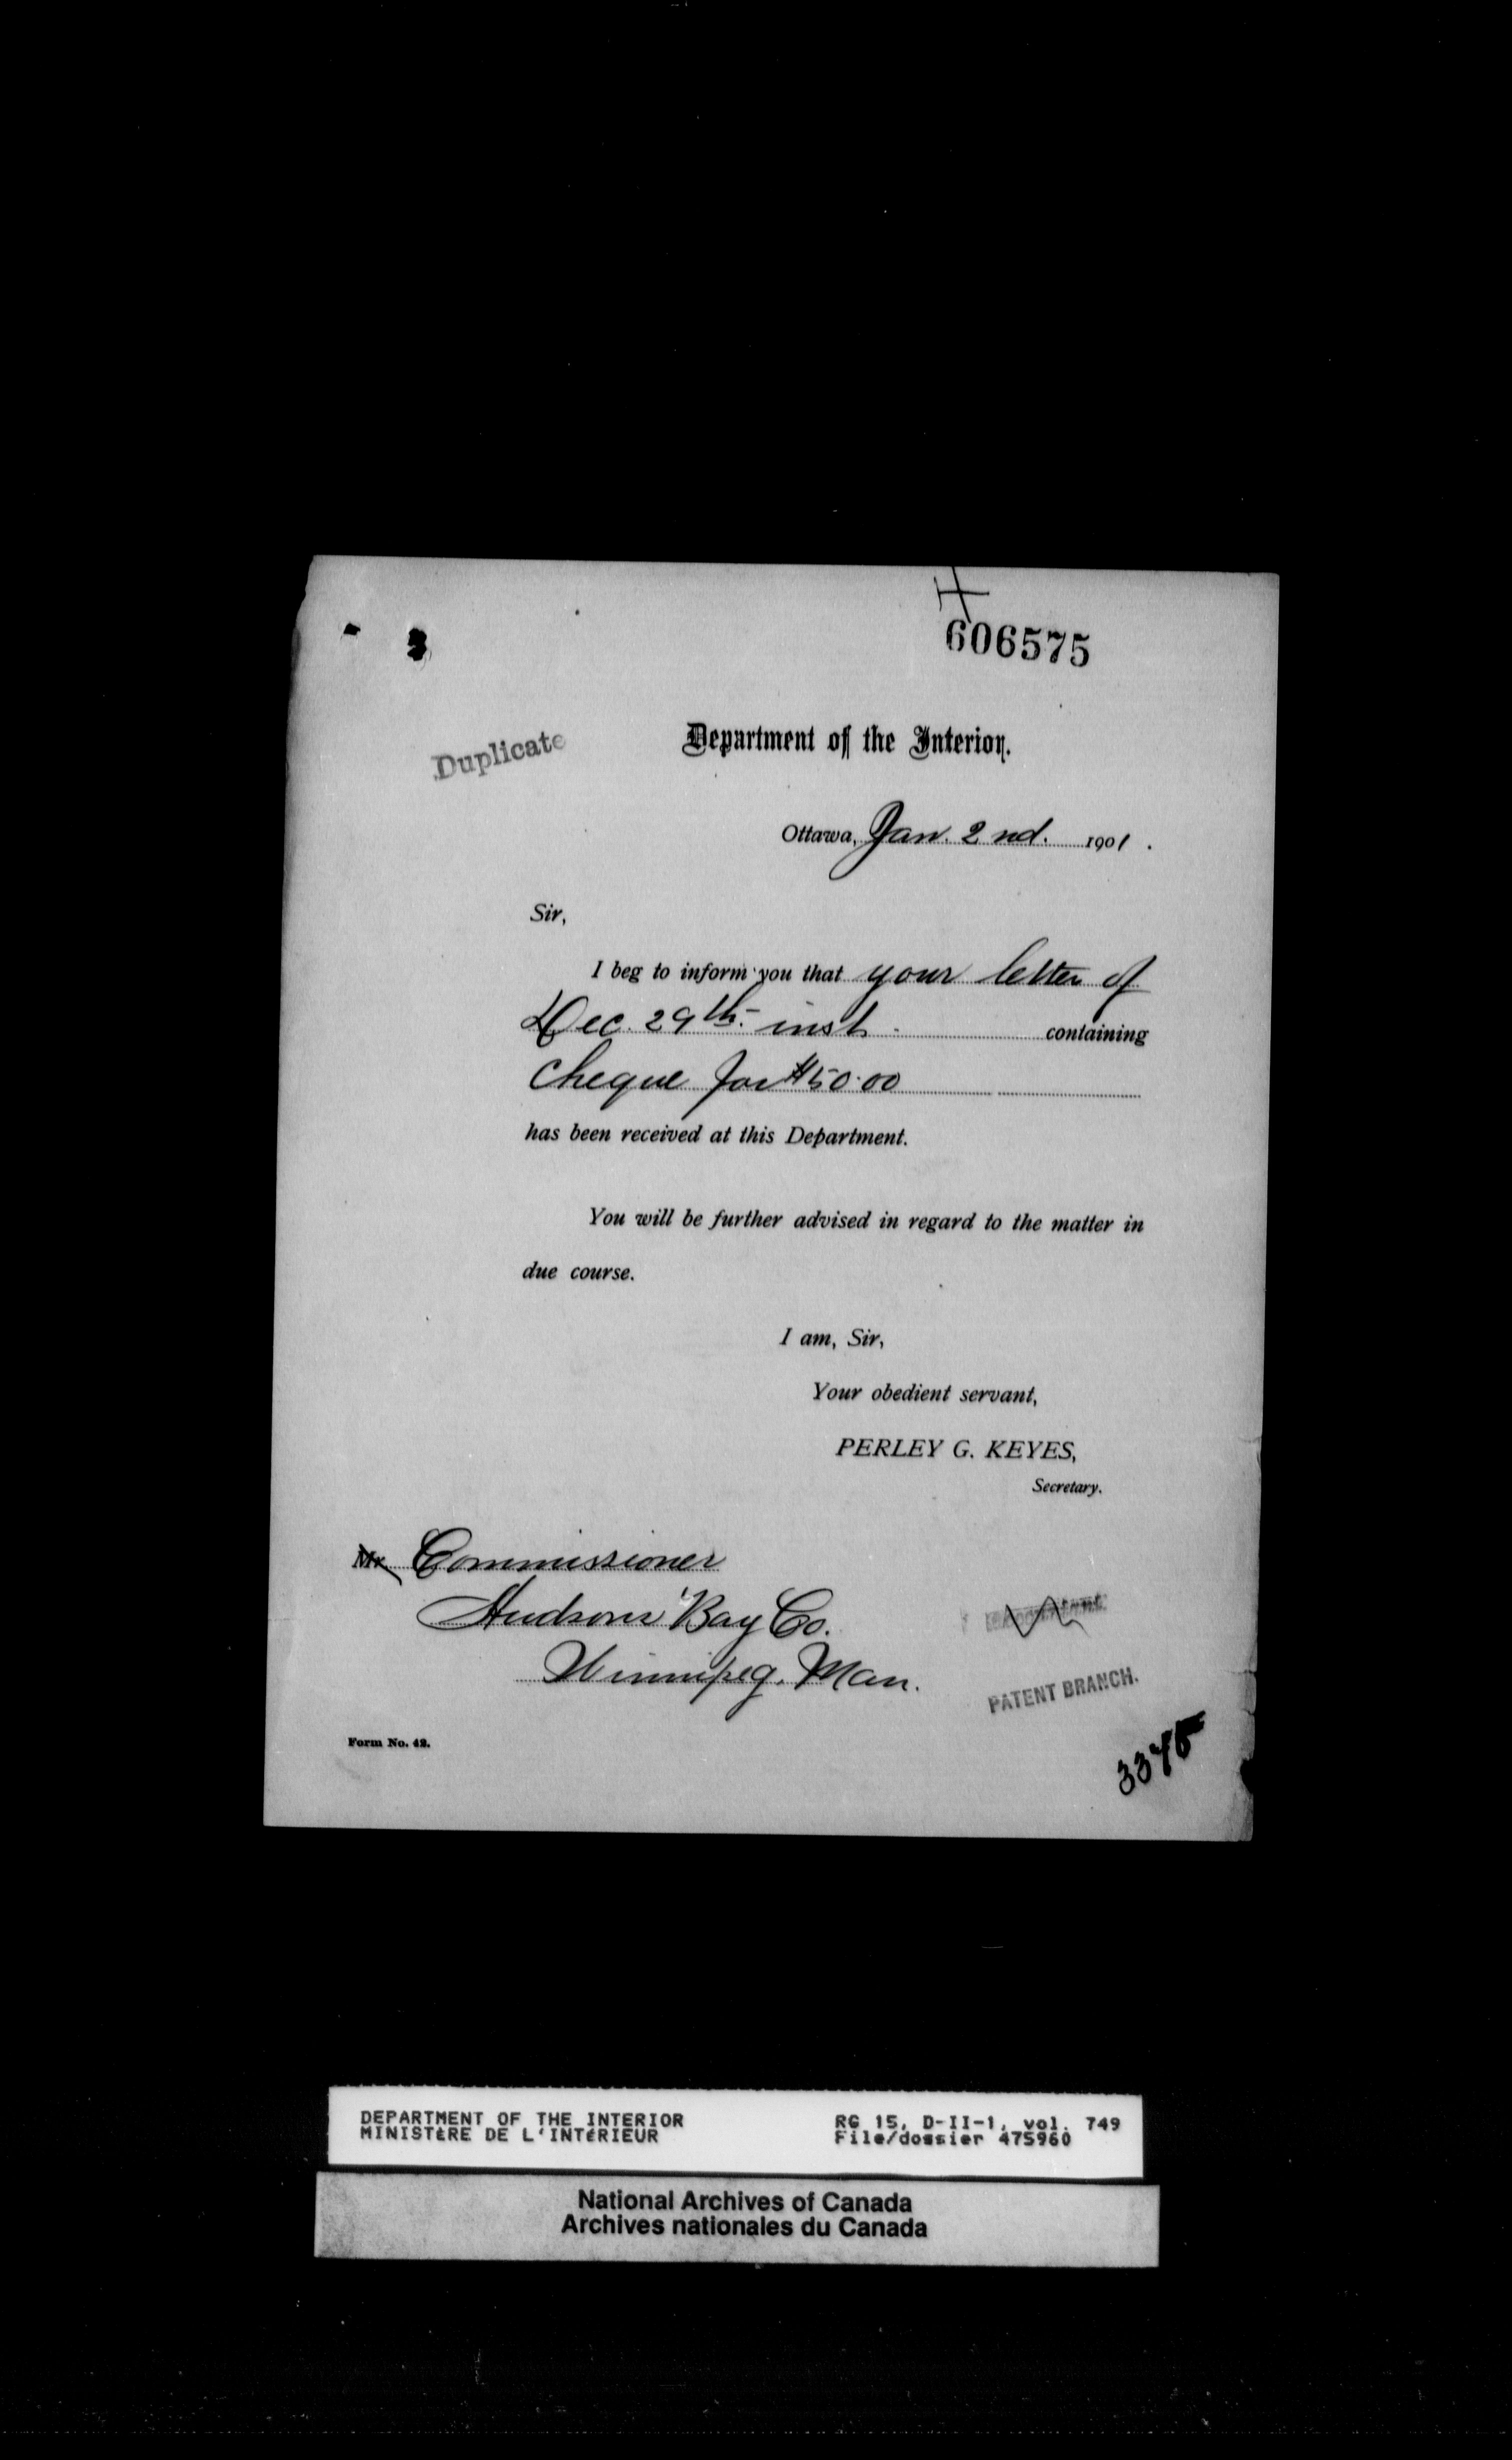 606575
Duplicate
Department of the Interior.
Ottawa, Jan. 2nd. 1901.
Sir,
I beg to inform you that your letter of
Dec. 29th. inst. containing
cheque for $50.00
has been received at this Department.
You will be further advised in regard to the matter in
due course.
I am, Sir,
Your obedient servant,
PERLEY G. KEYES,
Secretary.
Mr. Commissioner
Hudsons Bay Co.
Winnipeg. Man.
PATENT BRANCH.
Form No. 42.
3345
DEPARTMENT OF THE INTERIOR
MINISTÈRE DE L'INTÉRIEUR
RG 15, D-II-1, vol. 749
File/dossier 475960
National Archives of Canada
Archives nationales du Canada